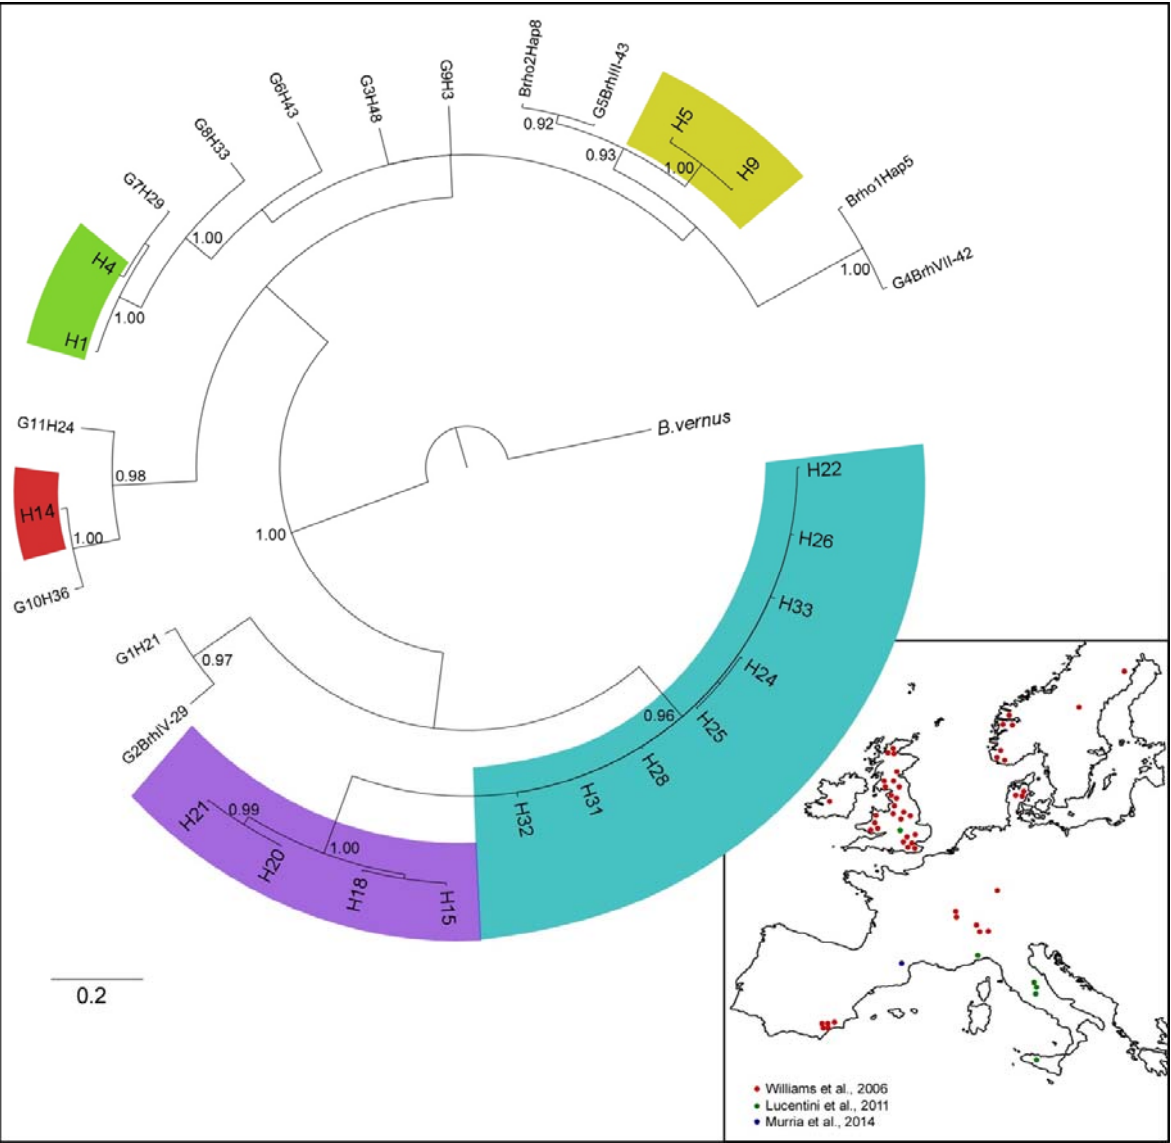 Brho2Hap8
G9H3
G3H48
G6H43
G5BrhIII-43
0.92
H5
G8H33
0.93
1.00
H9
Brho1Hap5
G7H29
1.00
H4
1.00
G4BrhVII-42
1.00
H1
G11H24
B.vernus
0.98
H22
H14
1.00
1.00
H26
G10H36
H33
G1H21
0.97
H24
0.96
G2BrhIV-29
H25
H28
H31
H32
H21
0.99
1.00
H20
H18
H15
0.2
Williams et al., 2006
Lucentini et al., 2011
Murria et al., 2014